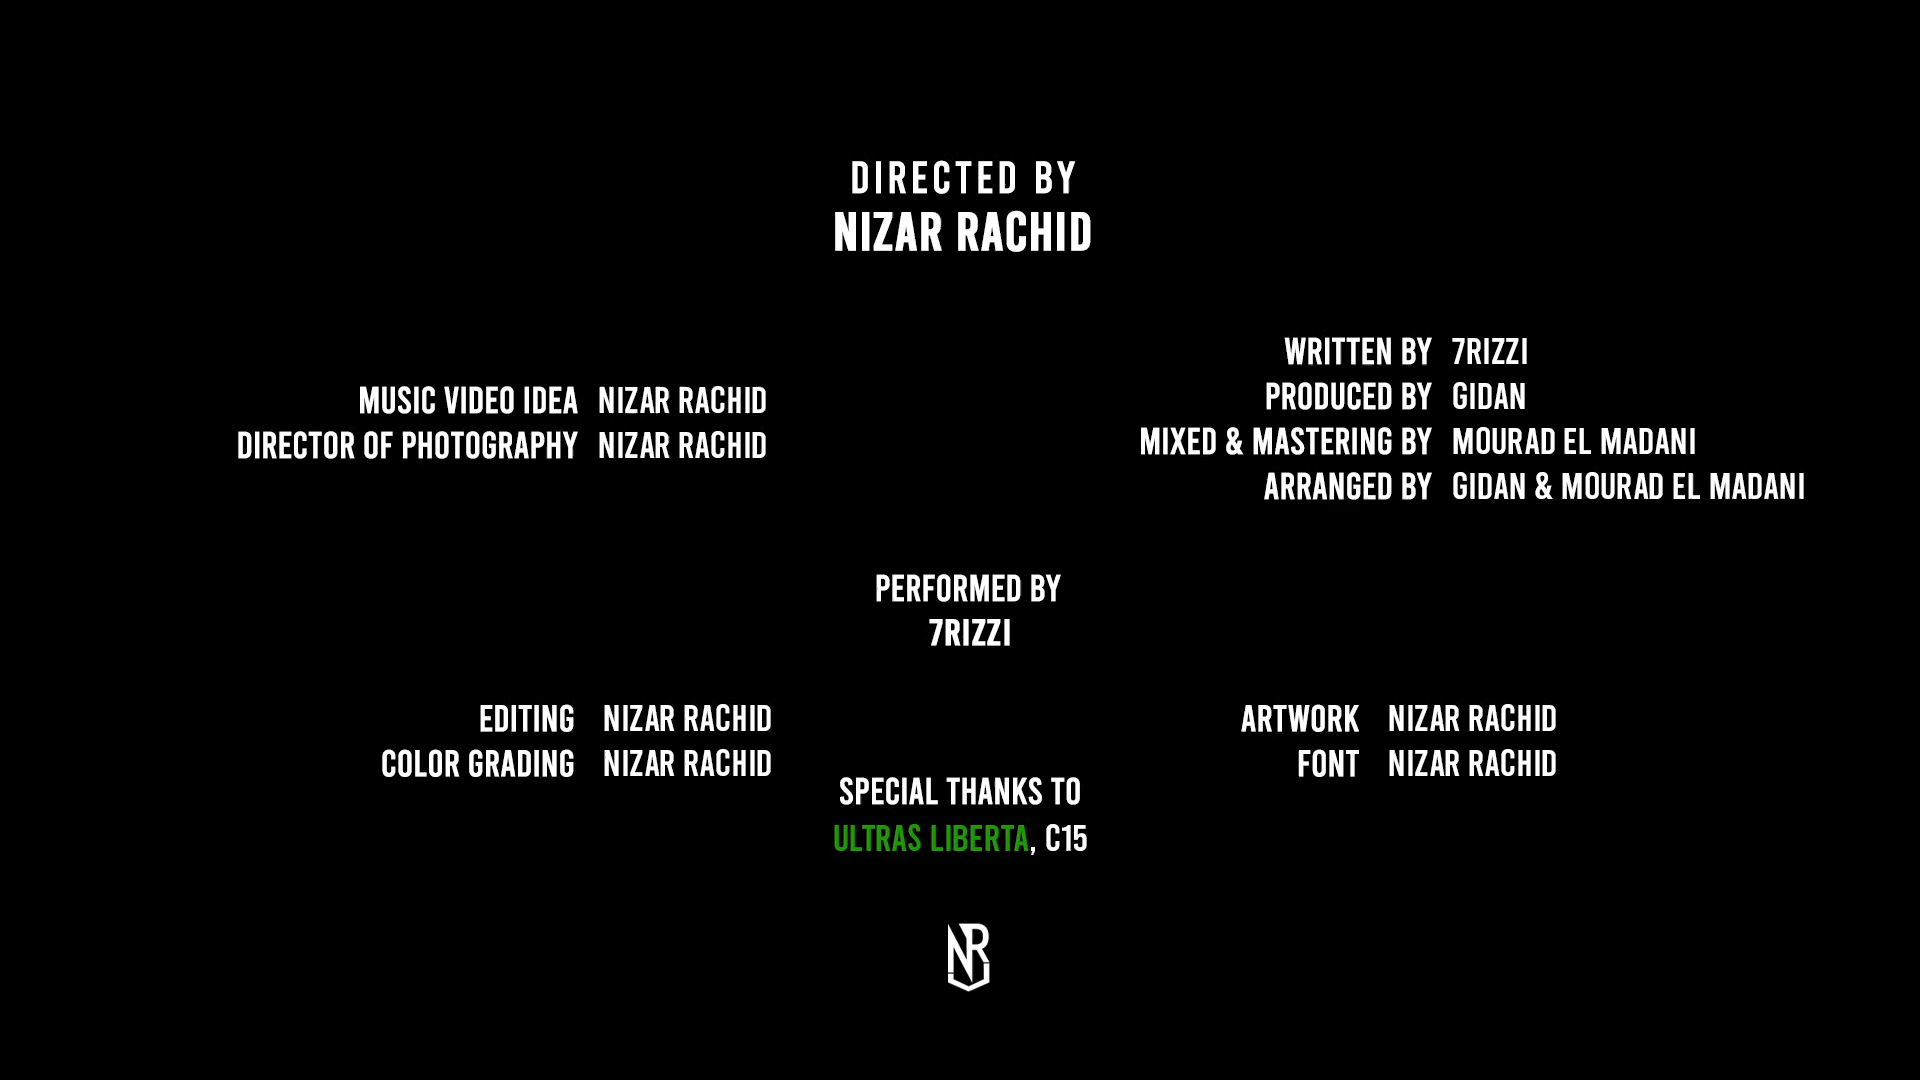 DIRECTED BY
NIZAR RACHID
MUSIC VIDEO IDEA NIZAR RACHID
DIRECTOR OF PHOTOGRAPHY NIZAR RACHID
WRITTEN BY 7RIZZI
PRODUCED BY GIDAN
MIXED & MASTERING BY MOURAD EL MADANI
ARRANGED BY GIDAN & MOURAD EL MADANI
PERFORMED BY
7RIZZI
EDITING NIZAR RACHID
COLOR GRADING NIZAR RACHID
ARTWORK NIZAR RACHID
FONT NIZAR RACHID
SPECIAL THANKS TO
ULTRAS LIBERTA, C15
NR